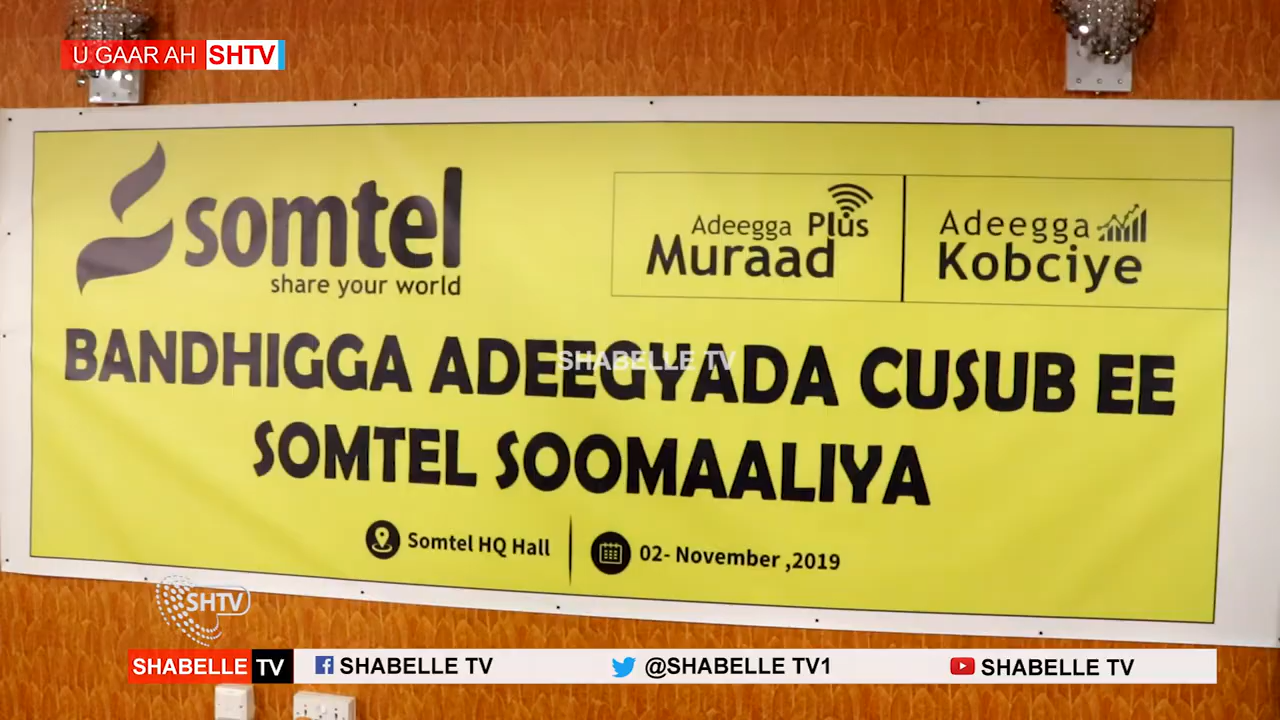 U GAAR AH SHTV
somtel
share your world
Adeegga Plus
Muraad
Adeegga
Kobciye
BANDHIGGA ADEEGYADA CUSUB EE
SHABELLE TV
SOMTEL SOOMAALIYA
Somtel HQ Hall
02- November ,2019
SHTV
SHABELLE TV
SHABELLE TV
@SHABELLE TV1
SHABELLE TV